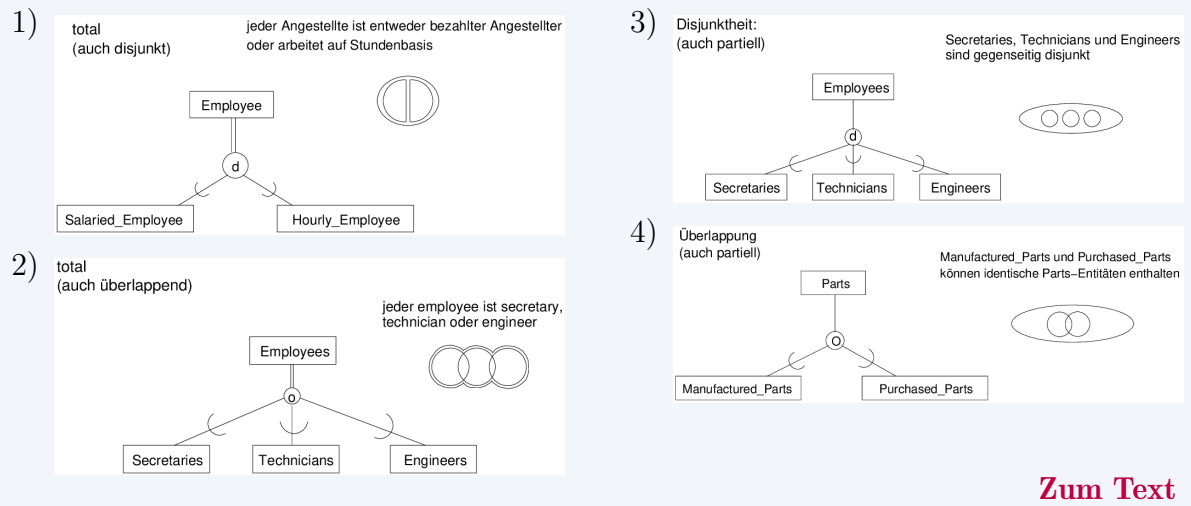 1)
total
(auch disjunkt)
jeder Angestellte ist entweder bezahlter Angestellter
oder arbeitet auf Stundenbasis
Employee
d
Salaried_Employee
Hourly_Employee
2)
total
(auch überlappend)
jeder employee ist secretary,
technician oder engineer
Employees
o
Secretaries
Technicians
Engineers
3)
Disjunktheit:
(auch partiell)
Secretaries, Technicians und Engineers
sind gegenseitig disjunkt
Employees
d
Secretaries
Technicians
Engineers
4)
Überlappung
(auch partiell)
Manufactured_Parts und Purchased_Parts
können identische Parts–Entitäten enthalten
Parts
O
Manufactured_Parts
Purchased_Parts
Zum Text